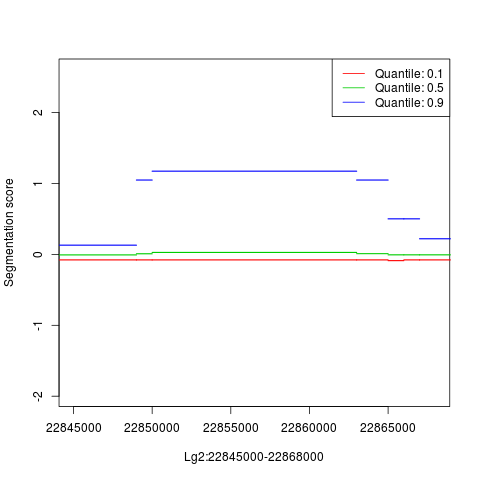 Quantile: 0.1
Quantile: 0.5
Quantile: 0.9
Segmentation score
2
1
0
-1
-2
22845000 22850000 22855000 22860000 22865000
Lg2:22845000-22868000